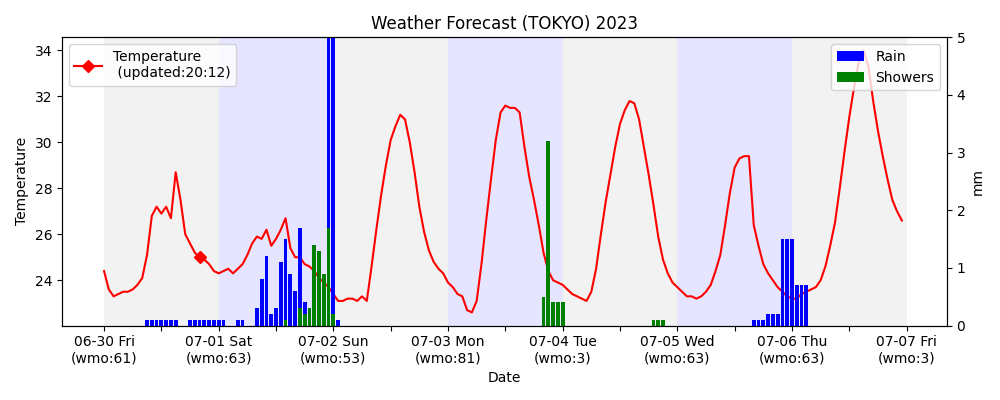 Weather Forecast (TOKYO) 2023
Temperature
(updated:20:12)
Rain
Showers
34
32
30
28
26
24
Temperature
5
4
3
2
1
0
mm
06-30 Fri 07-01 Sat 07-02 Sun 07-03 Mon 07-04 Tue 07-05 Wed 07-06 Thu 07-07 Fri
(wmo:61) (wmo:63) (wmo:53) (wmo:81) (wmo:3) (wmo:63) (wmo:63) (wmo:3)
Date